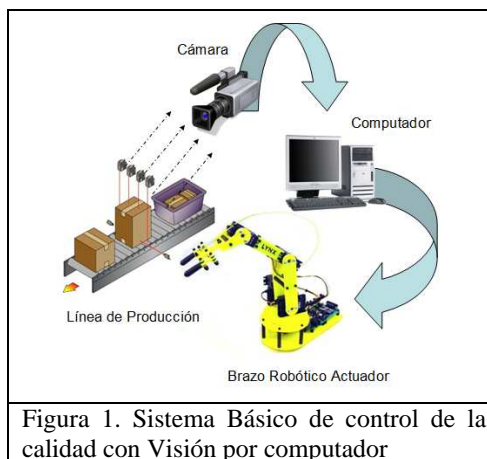 Cámara
Computador
LYNX
Línea de Producción
Brazo Robótico Actuador
Figura 1. Sistema Básico de control de la
calidad con Visión por computador